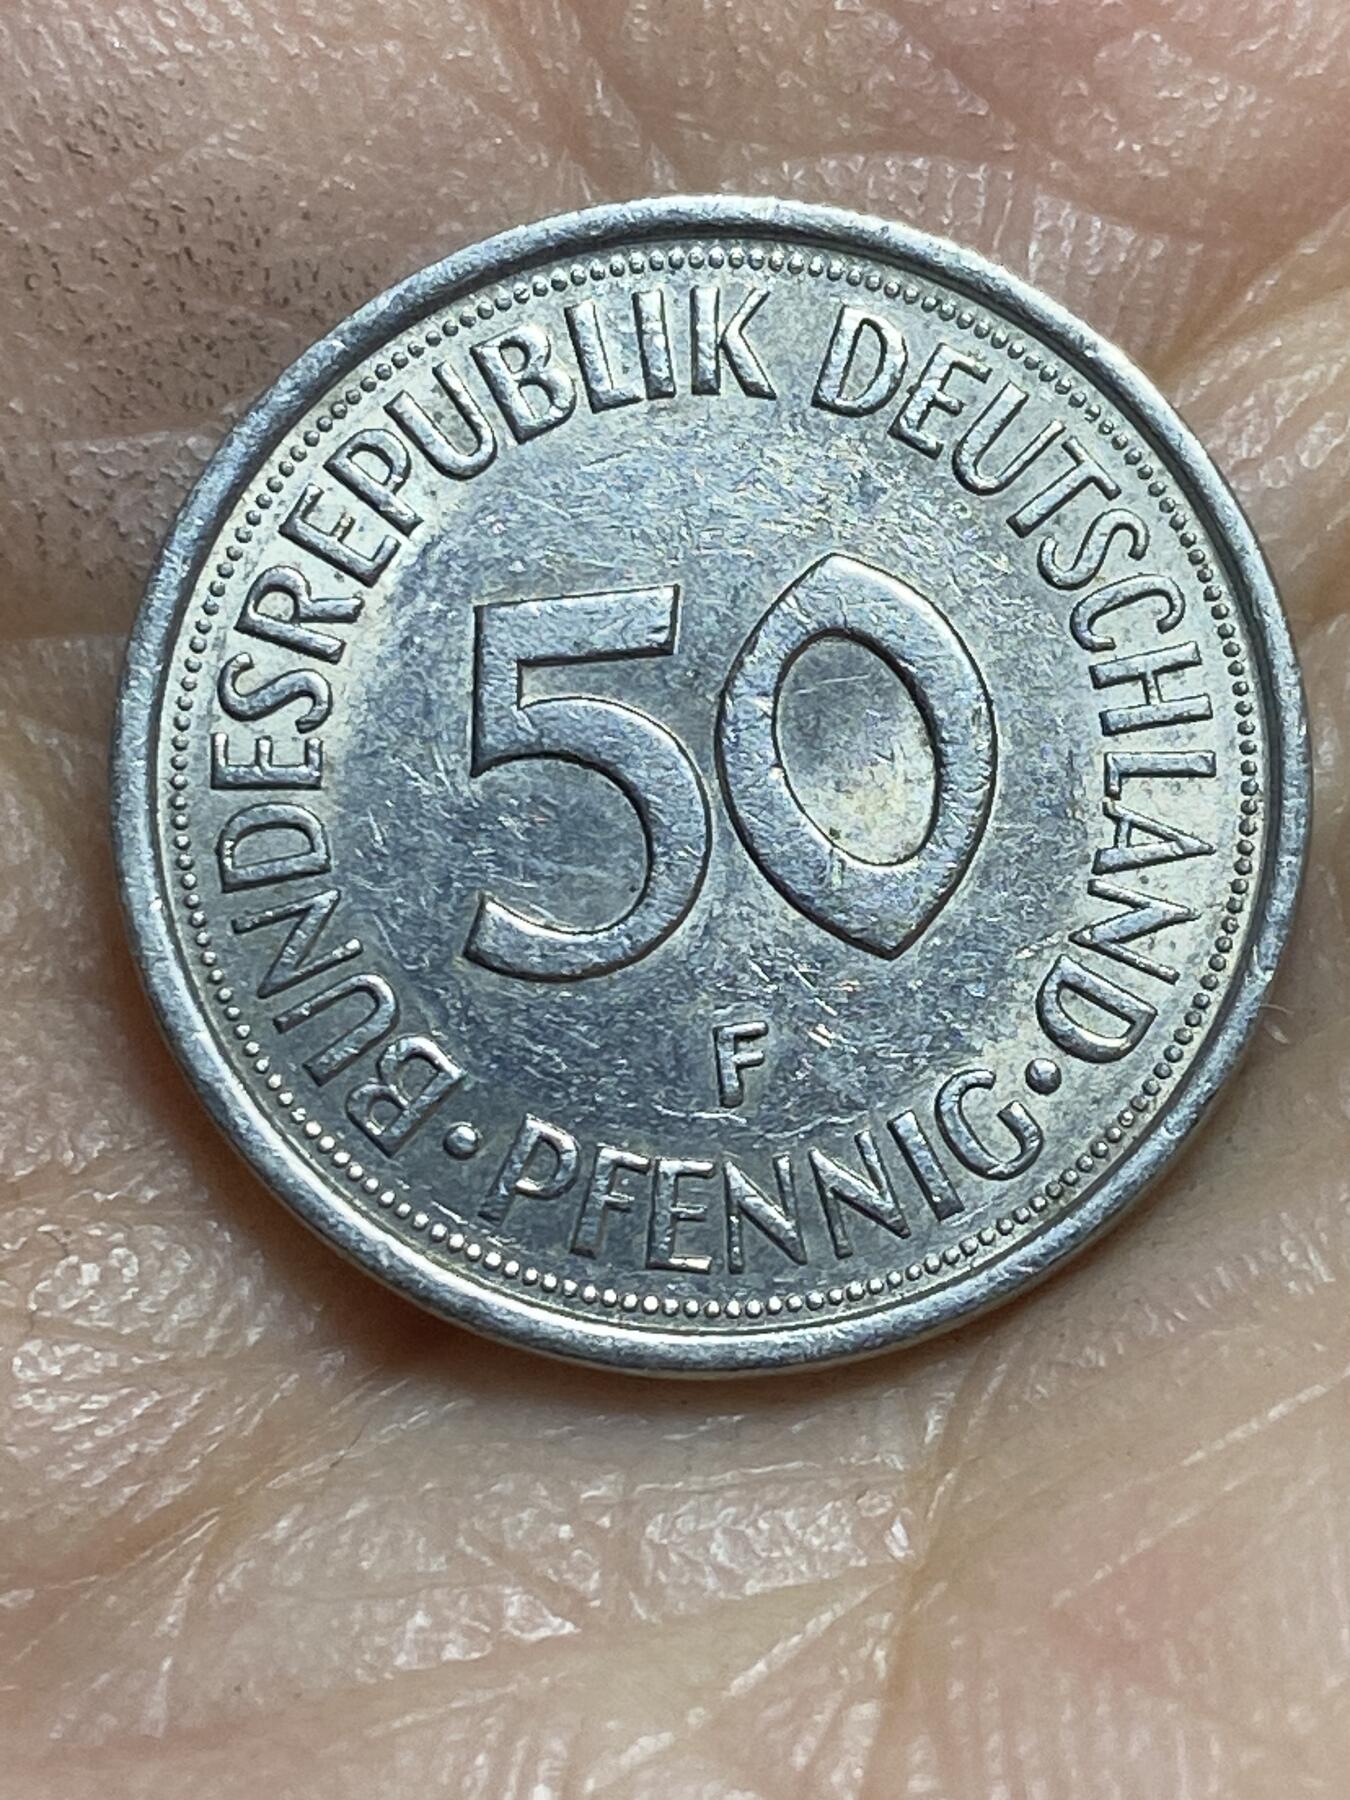 BUNDESREPUBLIK DEUTSCHLAND
50
F
• PFENNIG •